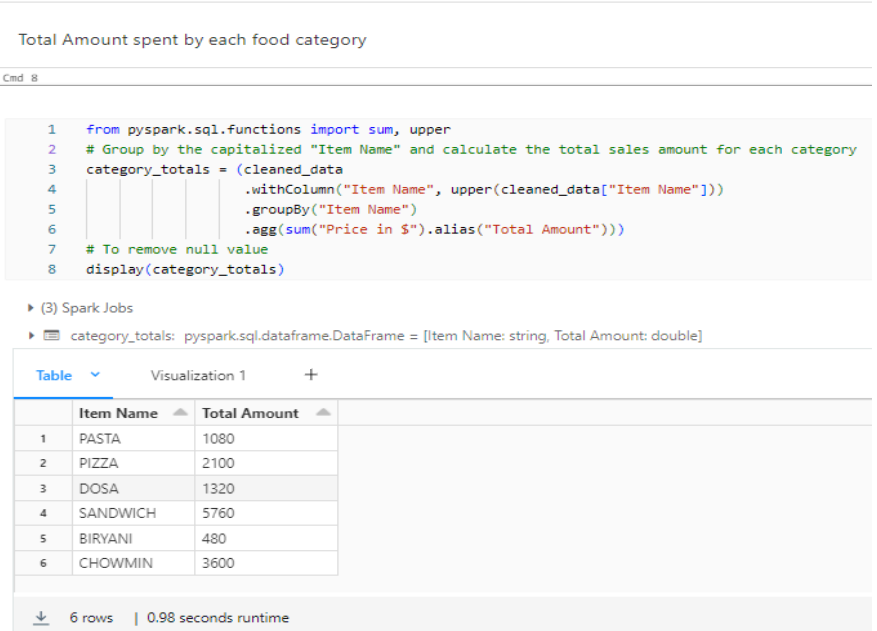 Total Amount spent by each food category
Cmd 8
1 from pyspark.sql.functions import sum, upper
2 # Group by the capitalized "Item Name" and calculate the total sales amount for each category
3 category_totals = (cleaned_data
4 .withColumn("Item Name", upper(cleaned_data["Item Name"]))
5 .groupBy("Item Name")
6 .agg(sum("Price in $").alias("Total Amount")))
7 # To remove null value
8 display(category_totals)
(3) Spark Jobs
category_totals: pyspark.sql.dataframe.DataFrame = [Item Name: string, Total Amount: double]
Table Visualization 1 +
Item Name Total Amount
1 PASTA 1080
2 PIZZA 2100
3 DOSA 1320
4 SANDWICH 5760
5 BIRYANI 480
6 CHOWMIN 3600
6 rows | 0.98 seconds runtime